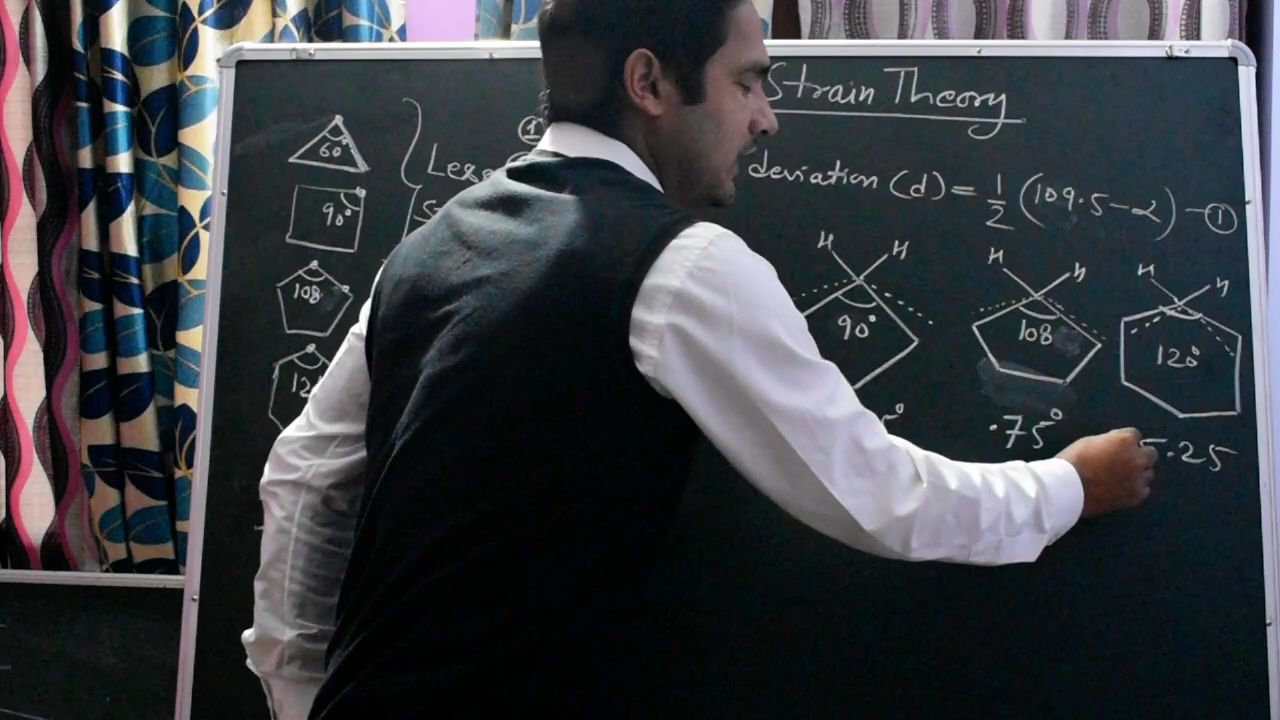 Strain Theory
①
deviation (d) = 1/2 (109.5 - α) - ①
60°
90°
108
H H
90°
H H
108
H H
120°
.75°
5.25